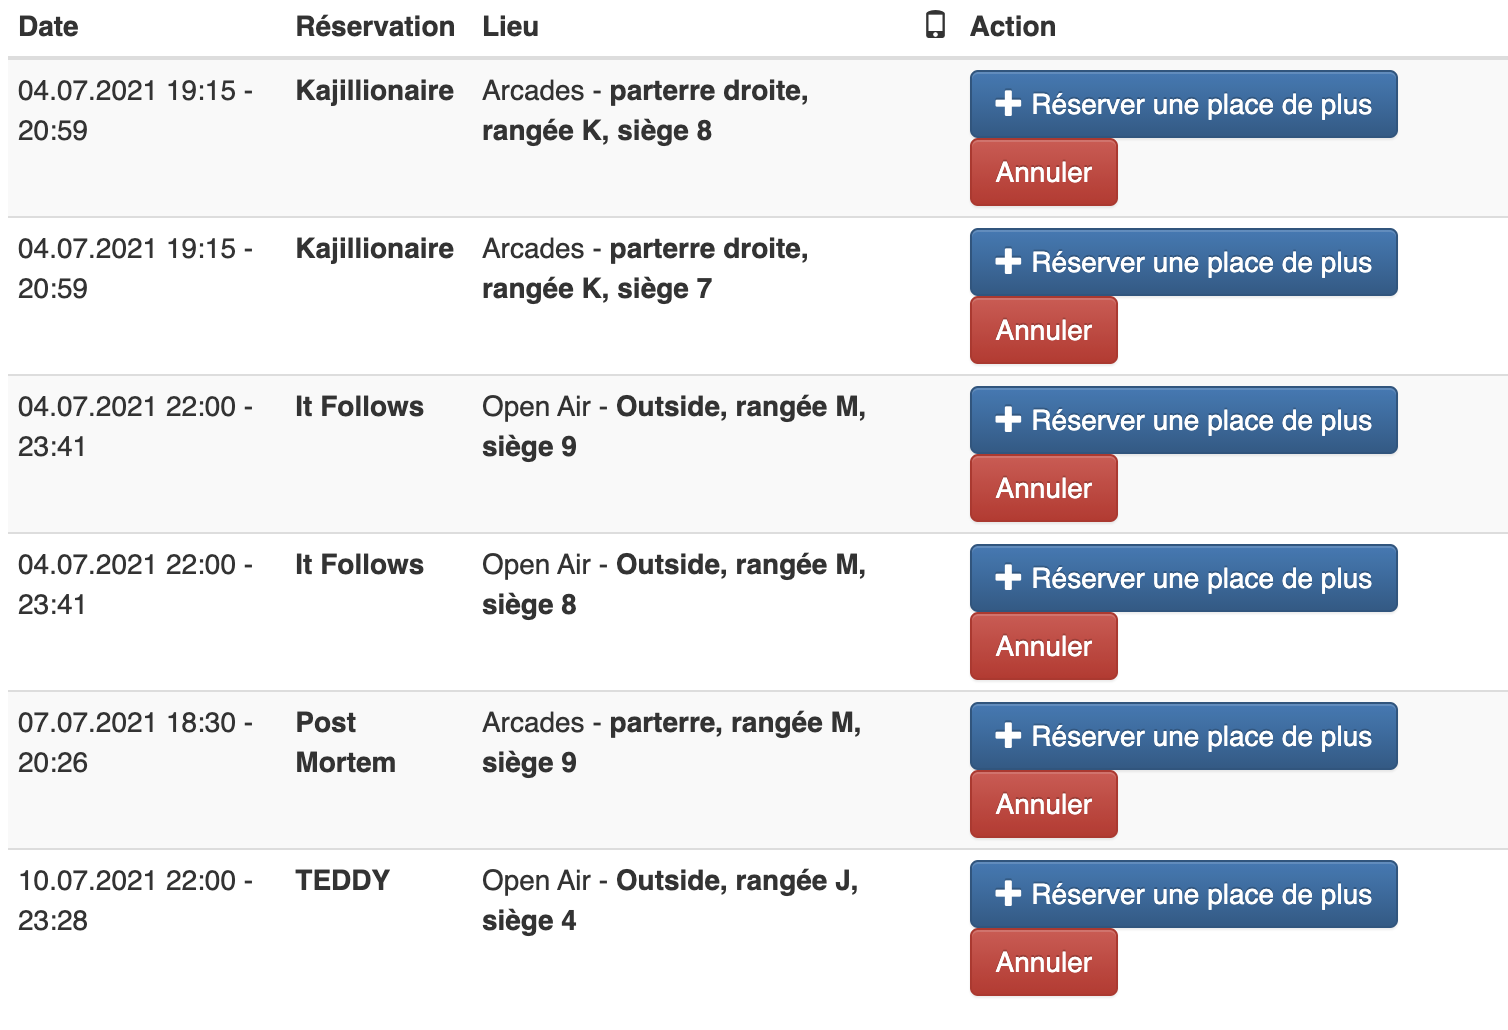 Date Réservation Lieu Action
04.07.2021 19:15 - Kajillionaire Arcades - parterre droite, + Réserver une place de plus
20:59 rangée K, siège 8
Annuler
04.07.2021 19:15 - Kajillionaire Arcades - parterre droite, + Réserver une place de plus
20:59 rangée K, siège 7
Annuler
04.07.2021 22:00 - It Follows Open Air - Outside, rangée M, + Réserver une place de plus
23:41 siège 9
Annuler
04.07.2021 22:00 - It Follows Open Air - Outside, rangée M, + Réserver une place de plus
23:41 siège 8
Annuler
07.07.2021 18:30 - Post Arcades - parterre, rangée M, + Réserver une place de plus
20:26 Mortem siège 9
Annuler
10.07.2021 22:00 - TEDDY Open Air - Outside, rangée J, + Réserver une place de plus
23:28 siège 4
Annuler